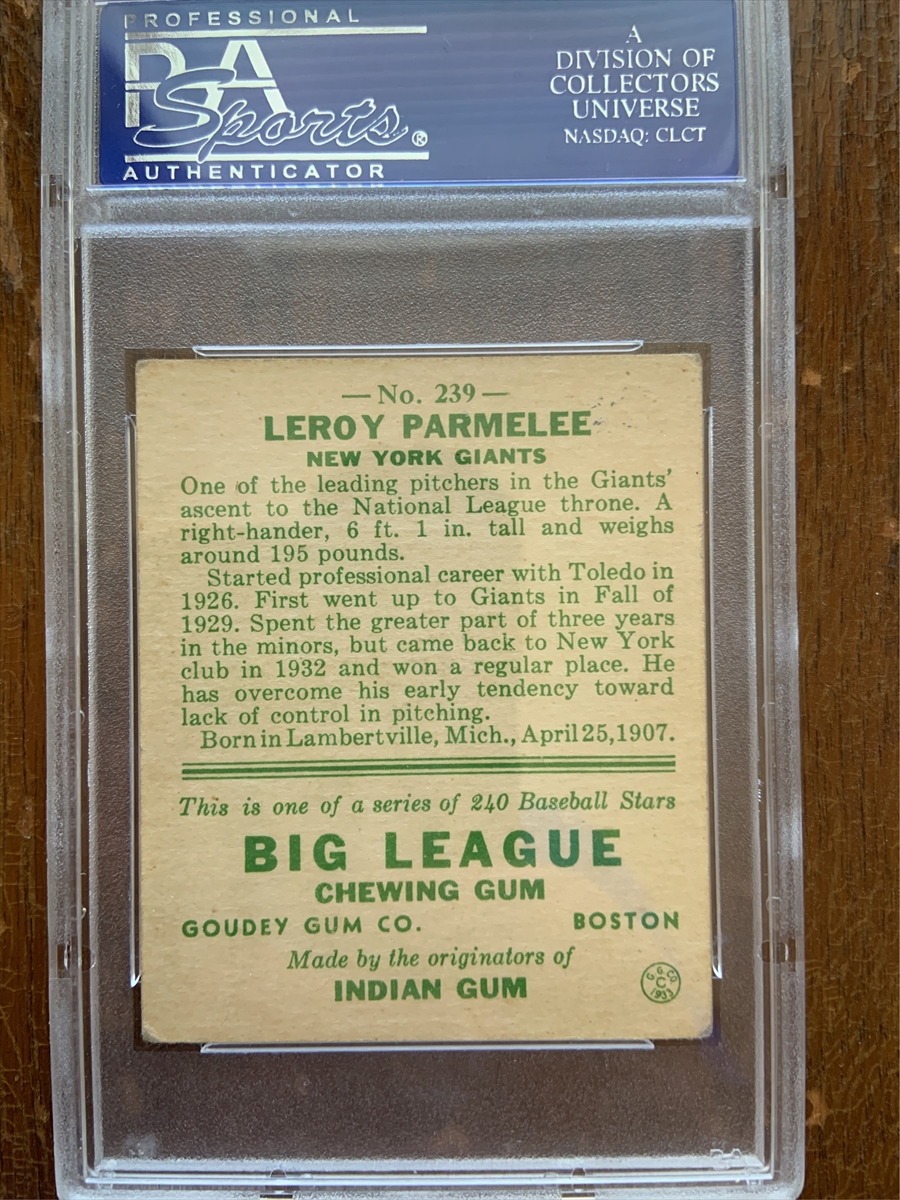 PROFESSIONAL
PSA
Sports®
AUTHENTICATOR
A
DIVISION OF
COLLECTORS
UNIVERSE
NASDAQ: CLCT
— No. 239 —
LEROY PARMELEE
NEW YORK GIANTS
One of the leading pitchers in the Giants'
ascent to the National League throne. A
right-hander, 6 ft. 1 in. tall and weighs
around 195 pounds.
Started professional career with Toledo in
1926. First went up to Giants in Fall of
1929. Spent the greater part of three years
in the minors, but came back to New York
club in 1932 and won a regular place. He
has overcome his early tendency toward
lack of control in pitching.
Born in Lambertville, Mich., April 25, 1907.
This is one of a series of 240 Baseball Stars
BIG LEAGUE
CHEWING GUM
GOUDEY GUM CO. BOSTON
Made by the originators of
INDIAN GUM
G.G.CO.
C
1933